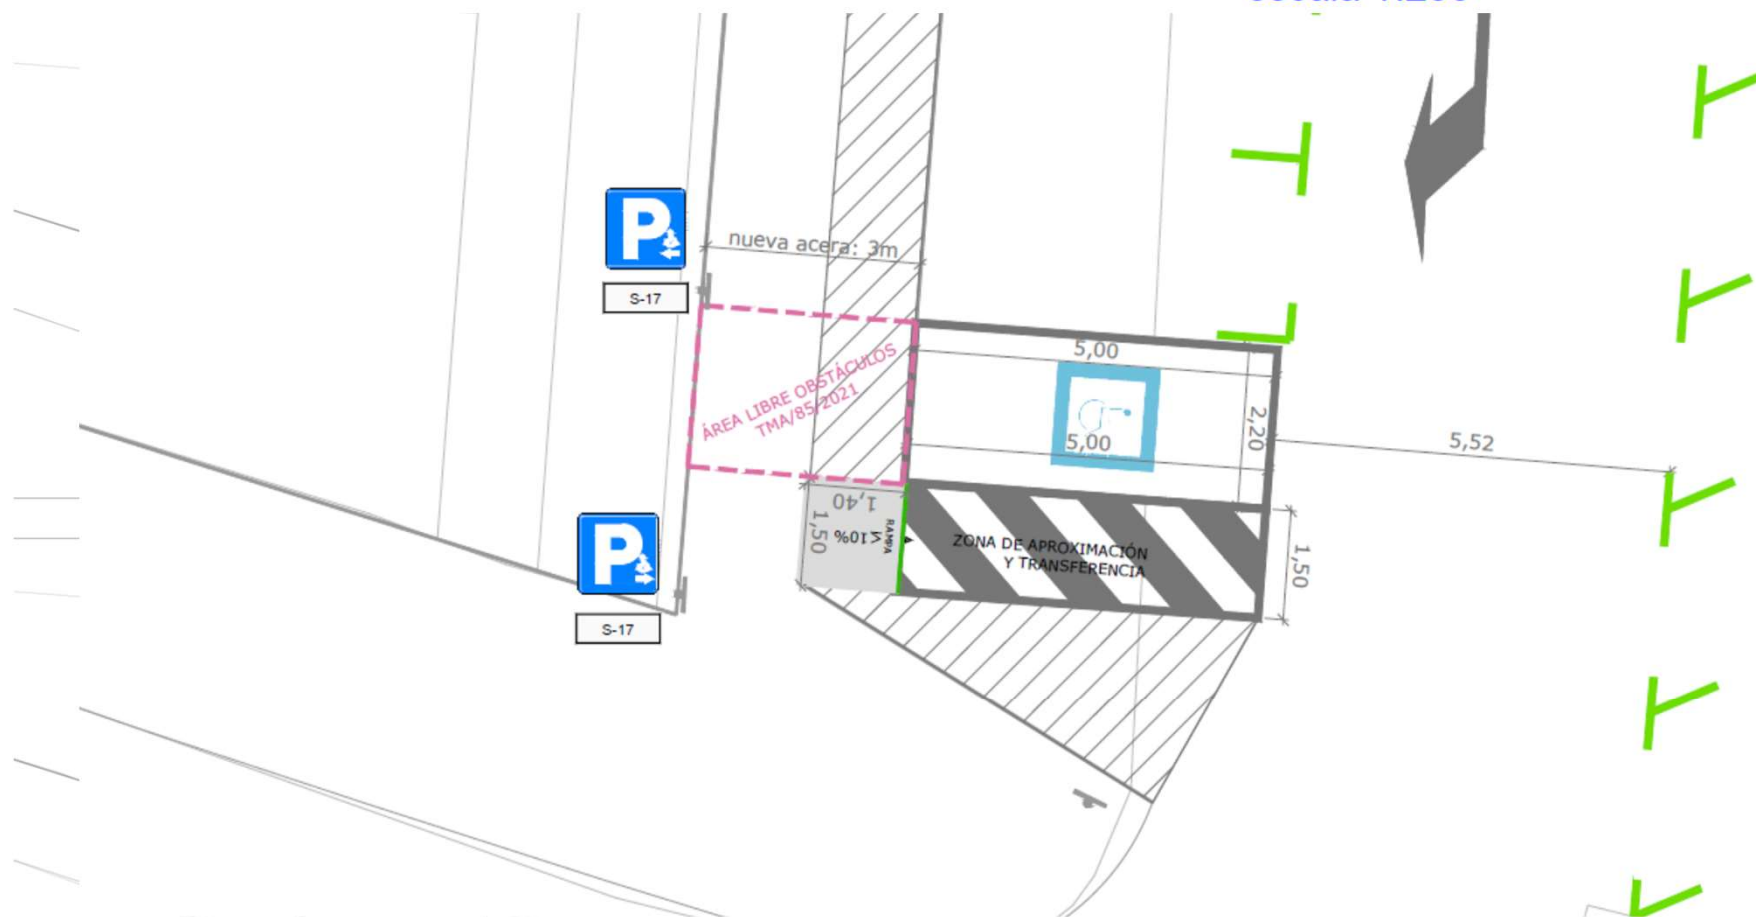 nueva acera: 3m
P
S-17
5,00
ÁREA LIBRE OBSTÁCULOS
TMA/85/2021
2,20
5,00
5,52
1,40
1,50
RAMPA
10%
ZONA DE APROXIMACIÓN
Y TRANSFERENCIA
1,50
P
S-17